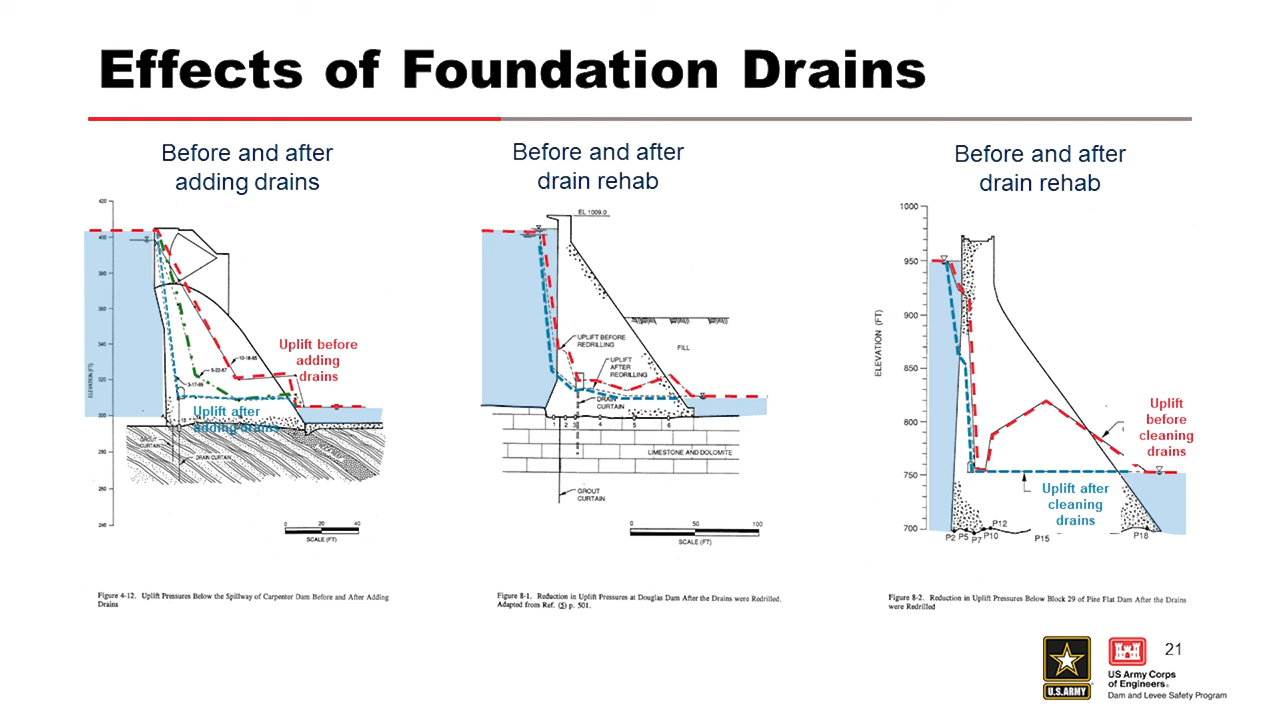 Effects of Foundation Drains
Before and after
adding drains
420
400
380
360
340
320
300
280
260
240
ELEVATION (FT)
10-18-85
5-22-87
Uplift before
adding
drains
Uplift after
adding drains
GROUT
CURTAIN
DRAIN CURTAIN
0 20 40
SCALE (FT)
Figure 4-12. Uplift Pressures Below the Spillway of Carpenter Dam Before and After Adding
Drains
Before and after
drain rehab
EL 1009.0
UPLIFT BEFORE
REDRILLING
UPLIFT
AFTER
REDRILLING
FILL
DRAIN
CURTAIN
1 2 3 4 5 6
LIMESTONE AND DOLOMITE
GROUT
CURTAIN
0 50 100
SCALE (FT)
Figure 8-1. Reduction in Uplift Pressures at Douglas Dam After the Drains were Redrilled.
Adapted from Ref. (5) p. 501.
Before and after
drain rehab
1000
950
900
850
800
750
700
ELEVATION (FT)
Uplift
before
cleaning
drains
Uplift after
cleaning
drains
P2 P5 P7 P10 P12 P15 P18
Figure 8-2. Reduction in Uplift Pressures Below Block 29 of Pine Flat Dam After the Drains
were Redrilled
U.S.ARMY
US Army Corps
of Engineers®
Dam and Levee Safety Program
21